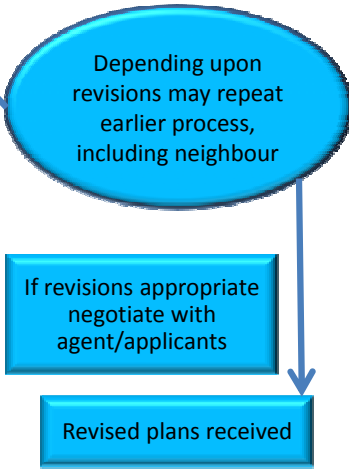 Depending upon
revisions may repeat
earlier process,
including neighbour
If revisions appropriate
negotiate with
agent/applicants
Revised plans received